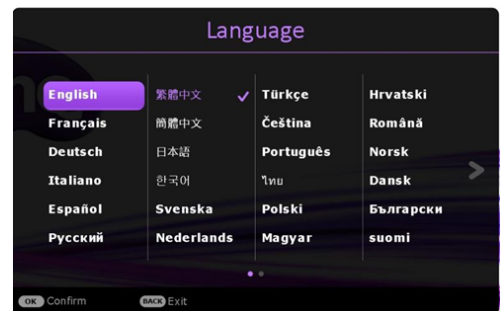 Language
English
Français
Deutsch
Italiano
Español
Русский
繁體中文
簡體中文
日本語
한국어
Svenska
Nederlands
Türkçe
Čeština
Português
ไทย
Polski
Magyar
Hrvatski
Română
Norsk
Dansk
Български
suomi
OK Confirm
BACK Exit